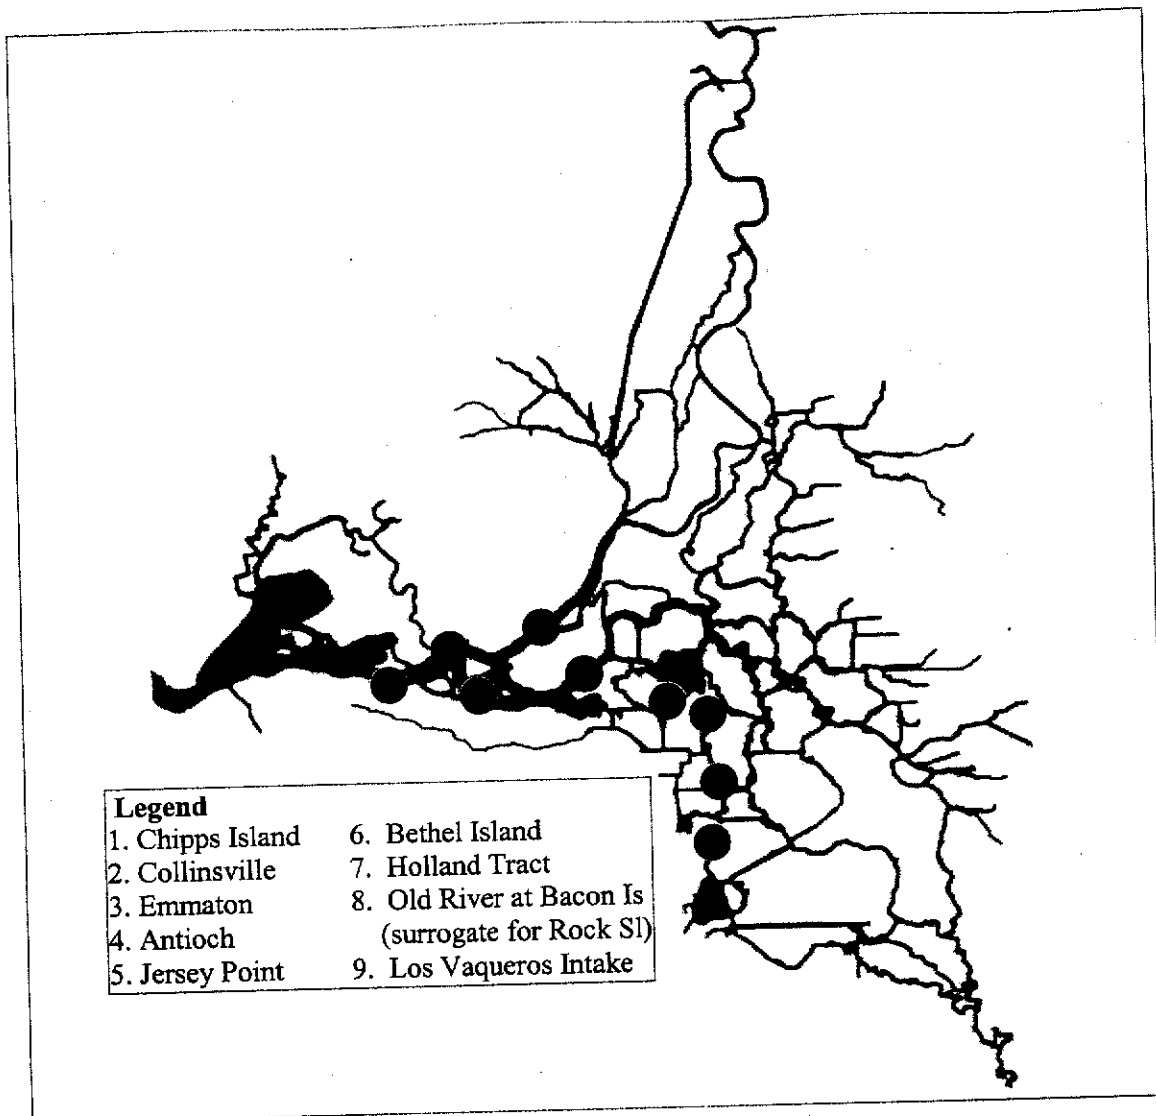 Legend
1. Chipps Island
2. Collinsville
3. Emmaton
4. Antioch
5. Jersey Point
6. Bethel Island
7. Holland Tract
8. Old River at Bacon Is
(surrogate for Rock Sl)
9. Los Vaqueros Intake